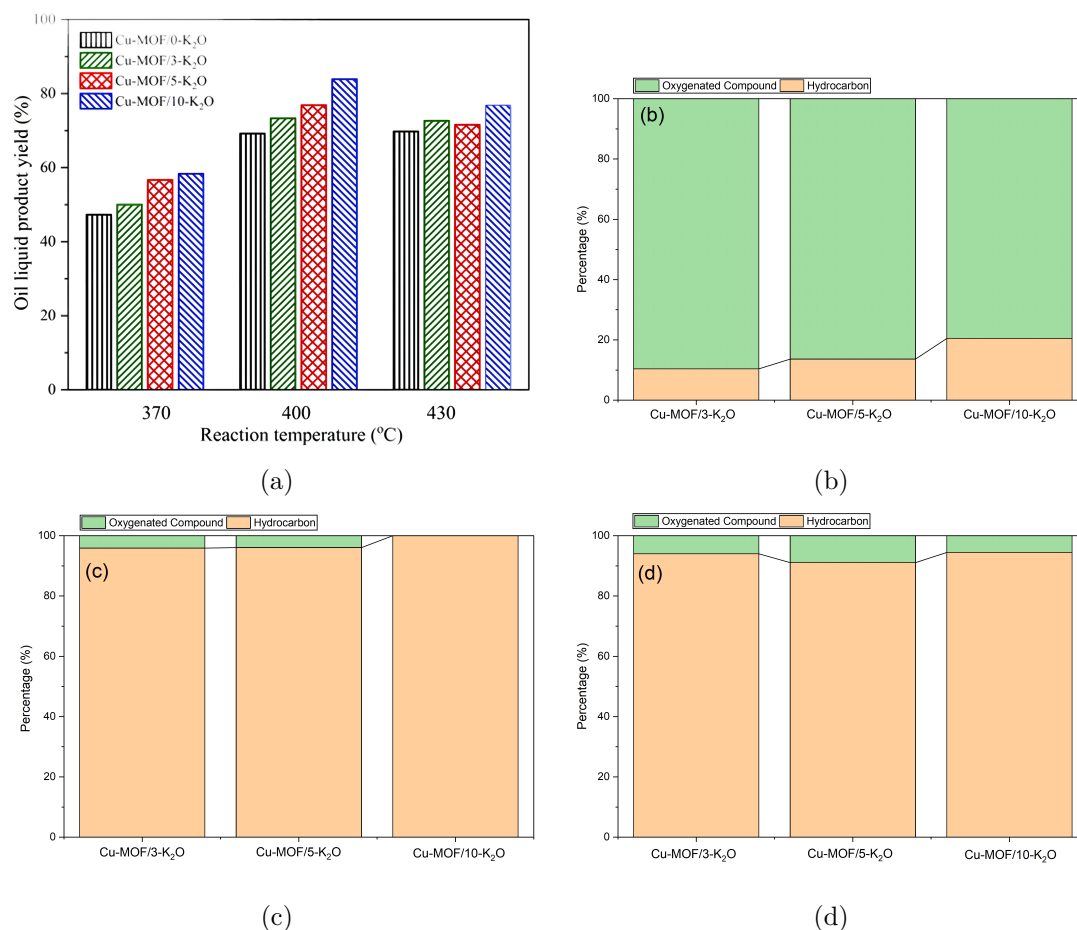 100
80
60
40
20
0
Oil liquid product yield (%)
Cu-MOF/0-K₂O
Cu-MOF/3-K₂O
Cu-MOF/5-K₂O
Cu-MOF/10-K₂O
370 400 430
Reaction temperature (°C)
(a)
Oxygenated Compound Hydrocarbon
(b)
100
80
60
40
20
0
Percentage (%)
Cu-MOF/3-K₂O Cu-MOF/5-K₂O Cu-MOF/10-K₂O
(b)
Oxygenated Compound Hydrocarbon
(c)
100
80
60
40
20
0
Percentage (%)
Cu-MOF/3-K₂O Cu-MOF/5-K₂O Cu-MOF/10-K₂O
(c)
Oxygenated Compound Hydrocarbon
(d)
100
80
60
40
20
0
Percentage (%)
Cu-MOF/3-K₂O Cu-MOF/5-K₂O Cu-MOF/10-K₂O
(d)